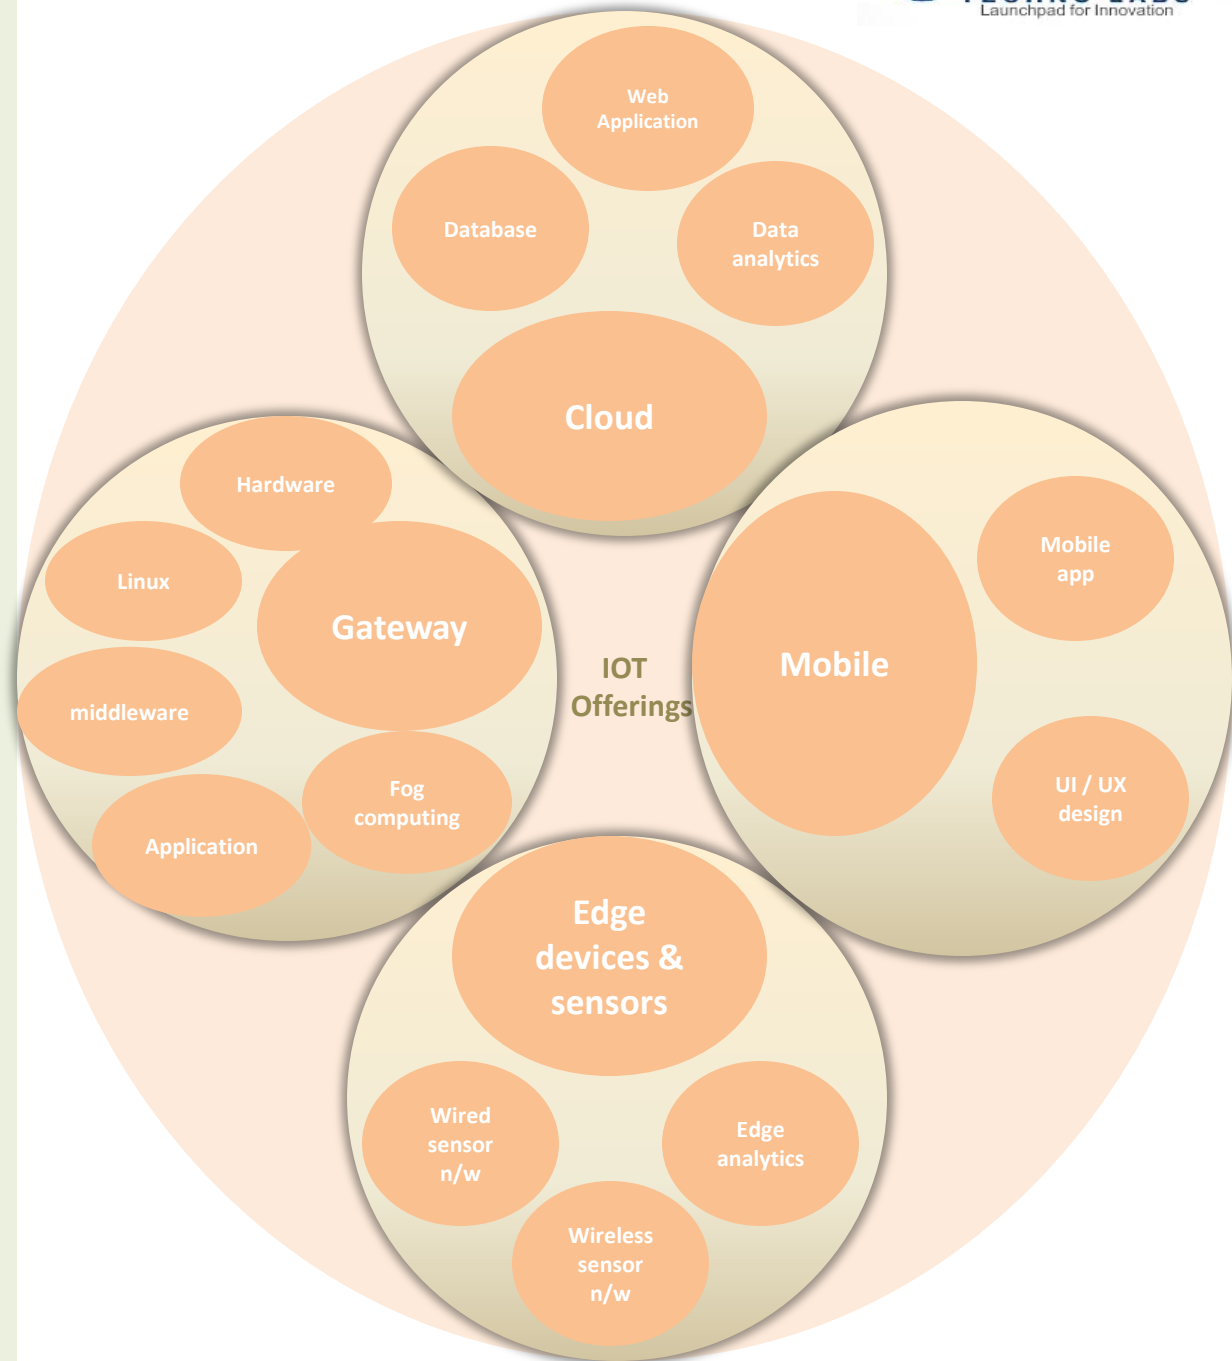 Launchpad for Innovation
Web
Application
Database
Data
analytics
Cloud
Hardware
Linux
Gateway
middleware
Fog
computing
Application
IOT
Offerings
Mobile
Mobile
app
UI / UX
design
Edge
devices &
sensors
Wired
sensor
n/w
Edge
analytics
Wireless
sensor
n/w